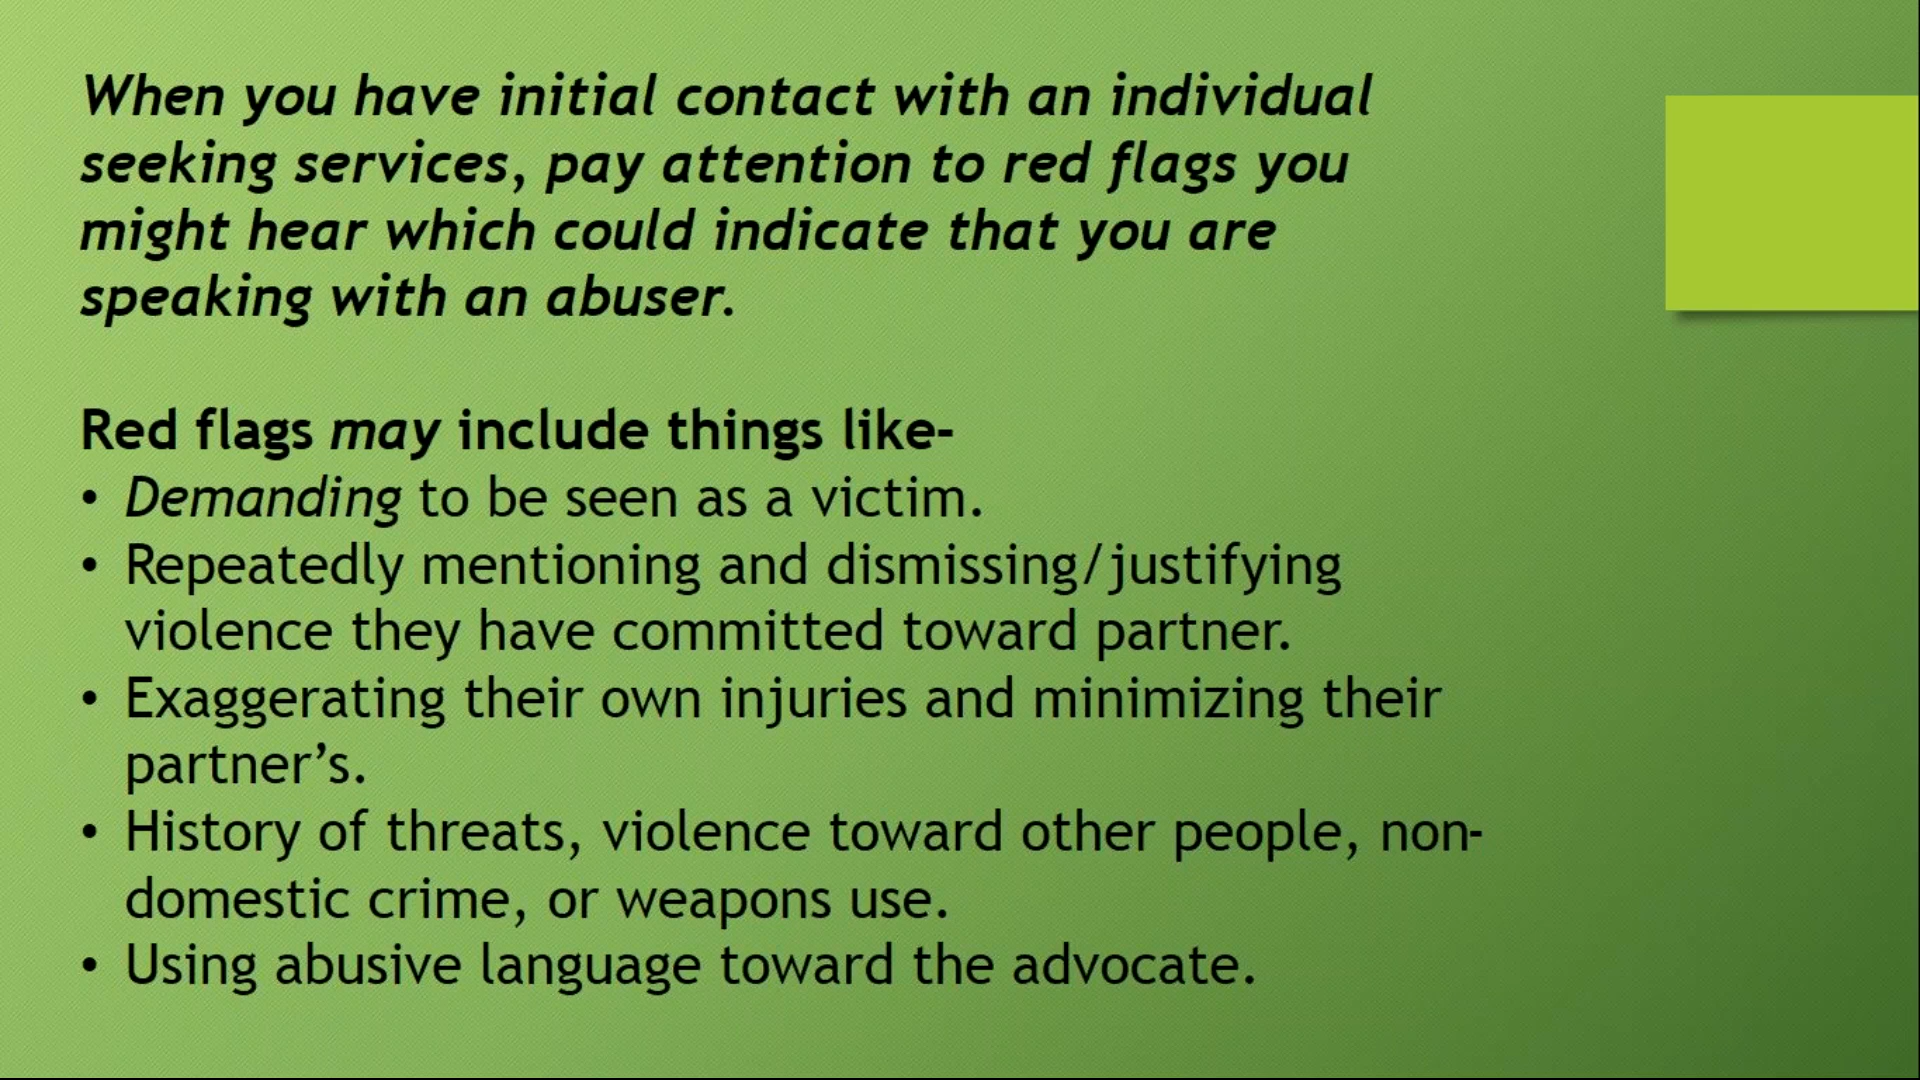 When you have initial contact with an individual
seeking services, pay attention to red flags you
might hear which could indicate that you are
speaking with an abuser.
Red flags may include things like-
• Demanding to be seen as a victim.
• Repeatedly mentioning and dismissing/justifying
violence they have committed toward partner.
• Exaggerating their own injuries and minimizing their
partner’s.
• History of threats, violence toward other people, non-
domestic crime, or weapons use.
• Using abusive language toward the advocate.